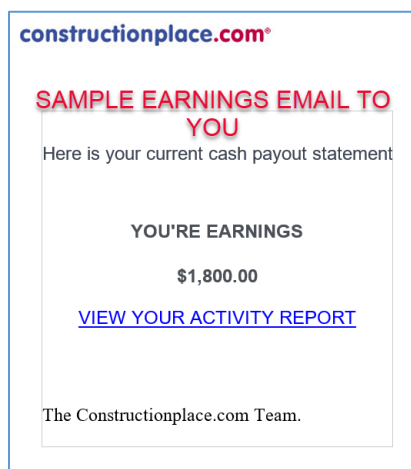 constructionplace.com®
SAMPLE EARNINGS EMAIL TO
YOU
Here is your current cash payout statement
YOU'RE EARNINGS
$1,800.00
VIEW YOUR ACTIVITY REPORT
The Constructionplace.com Team.